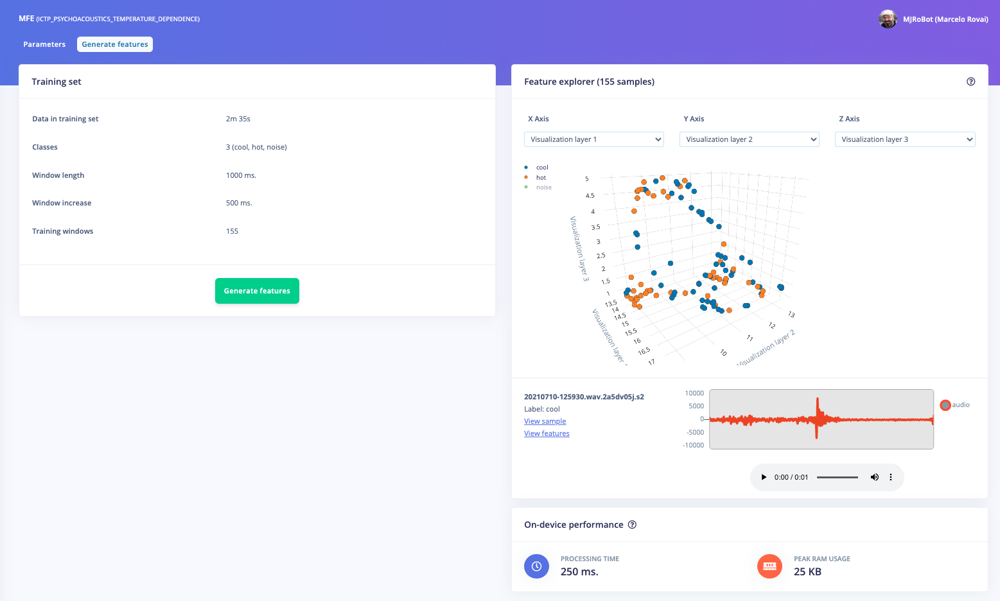 MFE (ICTP_PSYCHOACOUSTICS_TEMPERATURE_DEPENDENCE)
MJRoBot (Marcelo Rovai)
Parameters
Generate features
Training set
Data in training set 2m 35s
Classes 3 (cool, hot, noise)
Window length 1000 ms.
Window increase 500 ms.
Training windows 155
Generate features
Feature explorer (155 samples)
X Axis Y Axis Z Axis
Visualization layer 1 Visualization layer 2 Visualization layer 3
cool
hot
noise
5
4.5
4
3.5
3
2.5
2
1.5
1
Visualization layer 3
13.5
14
14.5
15
15.5
16
16.5
17
Visualization layer
10
11
12
13
Visualization layer 2
20210710-125930.wav.2a5dv05j.s2
Label: cool
View sample
View features
10000
5000
0
-5000
-10000
audio
0:00 / 0:01
On-device performance
PROCESSING TIME
250 ms.
PEAK RAM USAGE
25 KB